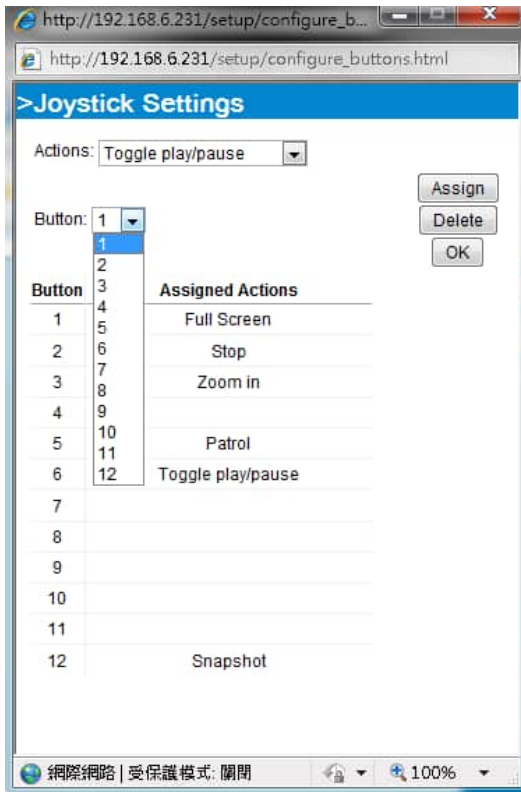 http://192.168.6.231/setup/configure_b...
http://192.168.6.231/setup/configure_buttons.html
>Joystick Settings
Actions: Toggle play/pause
Assign
Button: 1
Delete
1
OK
2
3
4
5
6
7
8
9
10
11
12
Button Assigned Actions
1 Full Screen
2 Stop
3 Zoom in
4
5 Patrol
6 Toggle play/pause
7
8
9
10
11
12 Snapshot
網際網路 | 受保護模式: 關閉 100%